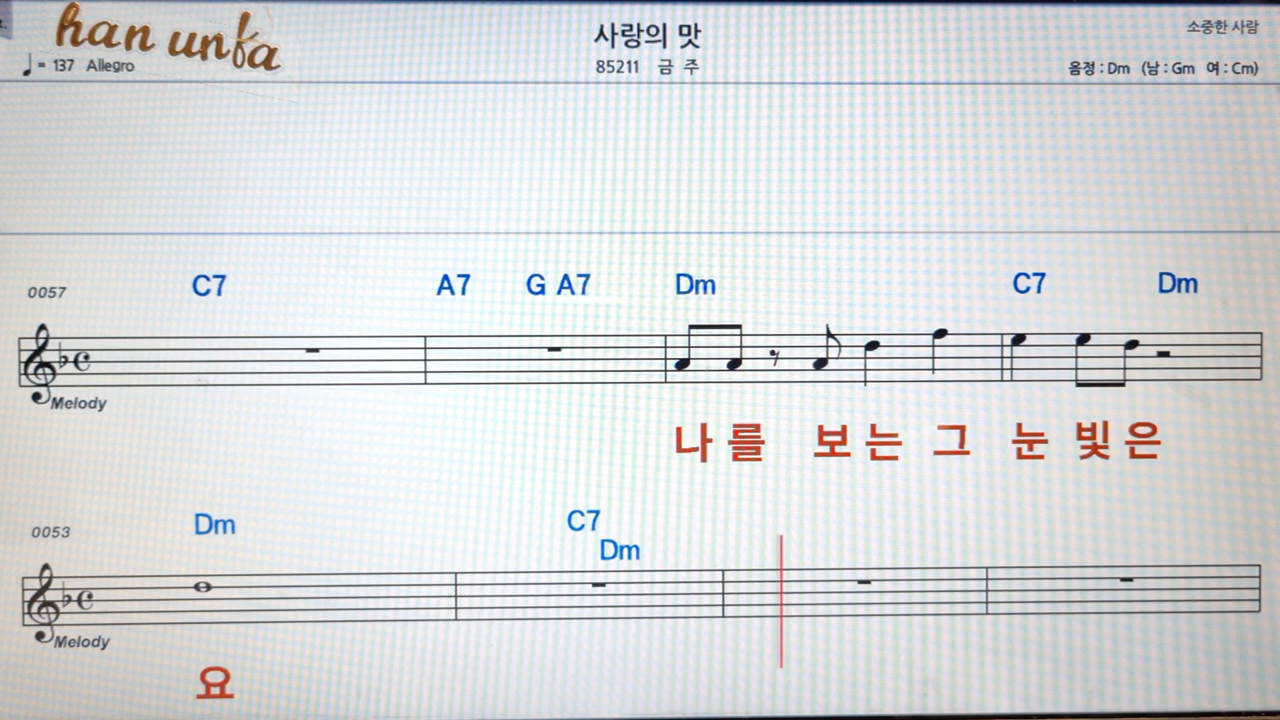 han unfa
사랑의 맛
소중한 사람
♩ = 137 Allegro
85211 금 주
음정 : Dm (남 : Gm 여 : Cm)
0057 C7 A7 G A7 Dm C7 Dm
Melody
나를 보는 그 눈빛은
0053 Dm C7
Dm
Melody
요